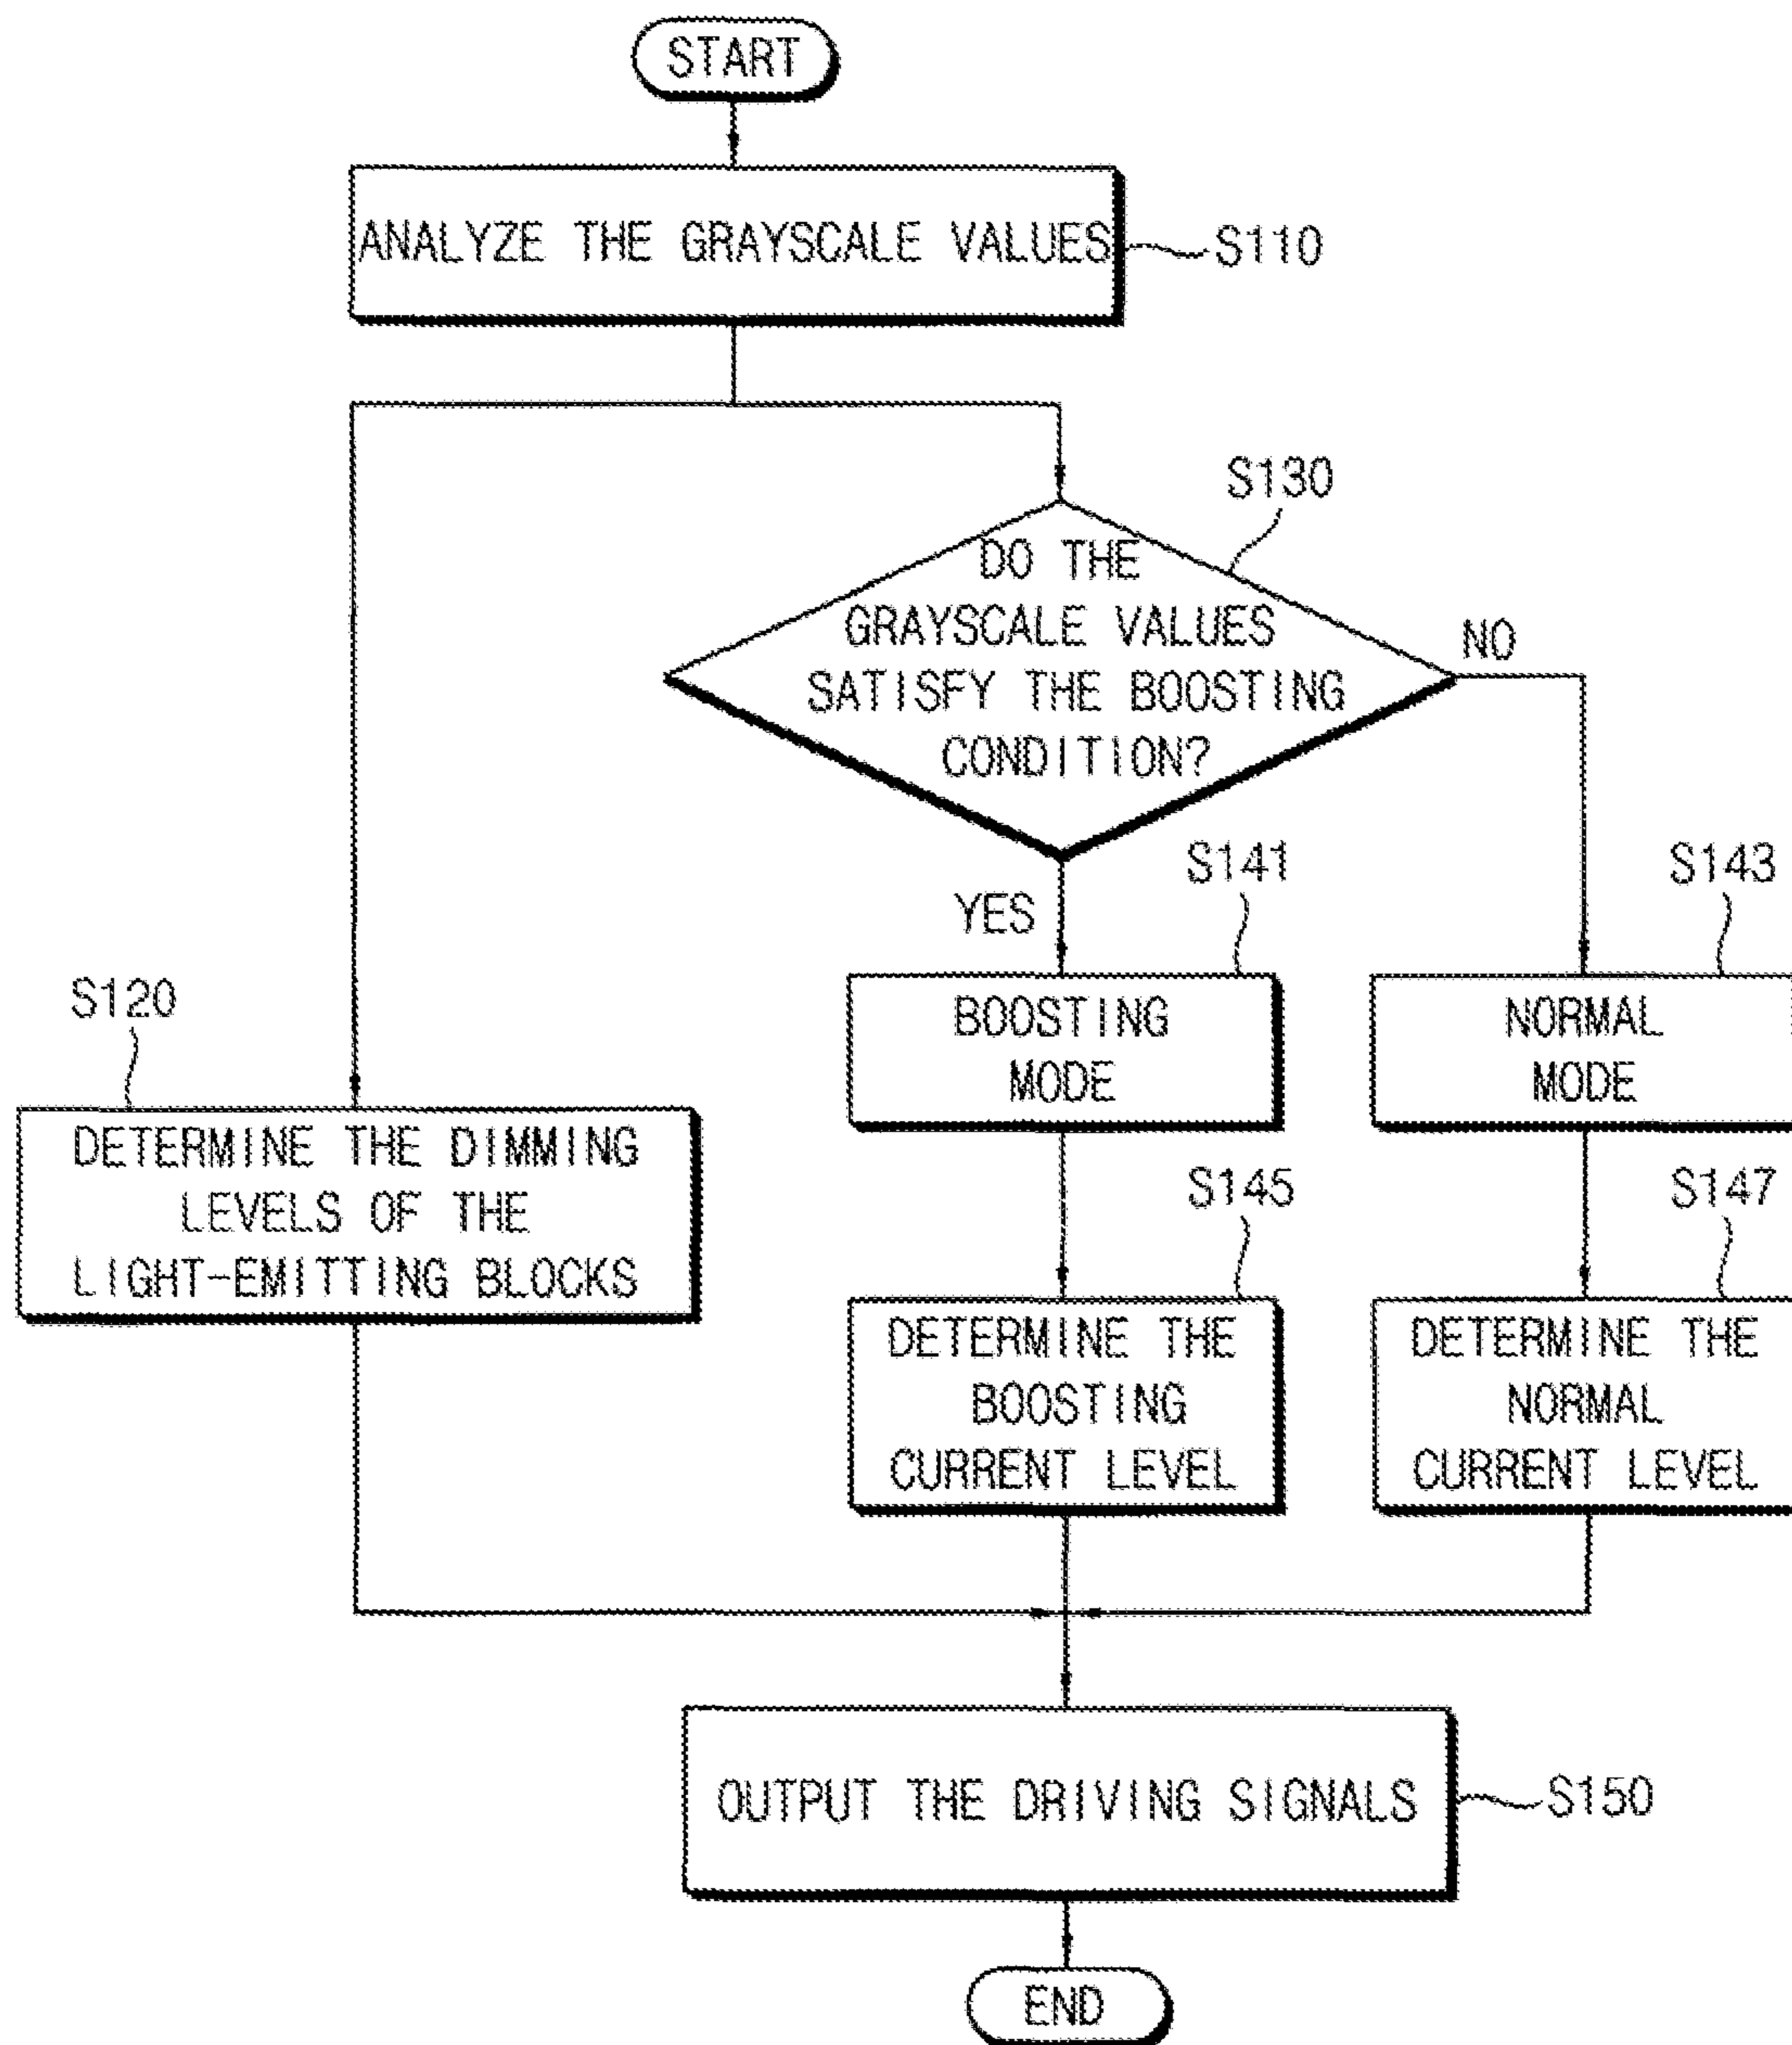 START
ANALYZE THE GRAYSCALE VALUES
S110
S130
DO THE
GRAYSCALE VALUES
SATISFY THE BOOSTING
CONDITION?
NO
YES
S141
S143
BOOSTING
MODE
NORMAL
MODE
S120
DETERMINE THE DIMMING
LEVELS OF THE
LIGHT-EMITTING BLOCKS
S145
S147
DETERMINE THE
BOOSTING
CURRENT LEVEL
DETERMINE THE
NORMAL
CURRENT LEVEL
OUTPUT THE DRIVING SIGNALS
S150
END